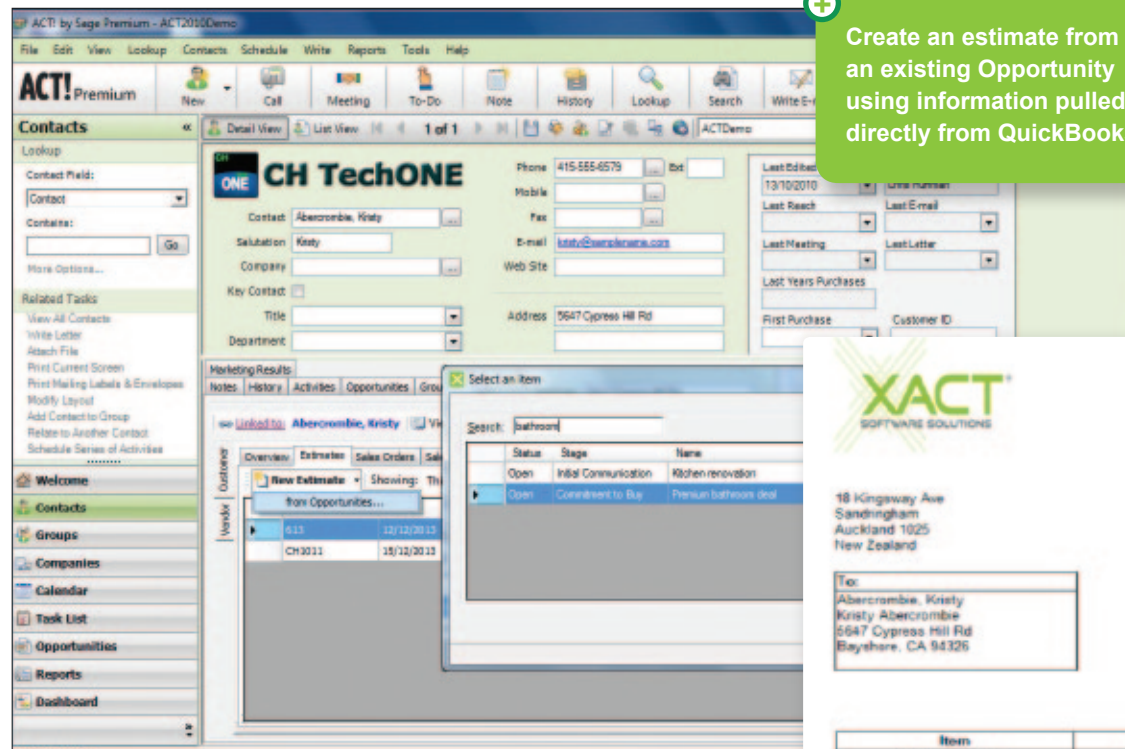 ACT! by Sage Premium - ACT2010Demo
File Edit View Lookup Contacts Schedule Write Reports Tools Help
ACT! Premium
New Call Meeting To-Do Note History Lookup Search Write E-
Create an estimate from
an existing Opportunity
using information pulled
directly from QuickBook
Contacts «
Detail View List View 1 of 1 ACTDemo
Lookup
Contact Field:
Contact
Contains:
Go
More Options...
Related Tasks
View All Contacts
Write Letter
Attach File
Print Current Screen
Print Mailing Labels & Envelopes
Modify Layout
Add Contact to Group
Relate to Another Contact
Schedule Series of Activities
Welcome
Contacts
Groups
Companies
Calendar
Task List
Opportunities
Reports
Dashboard
CH
ONE
CH TechONE
Contact Abercrombie, Kristy ...
Salutation Kristy
Company ...
Key Contact
Title
Department
Phone 415-555-6579 ... Ext
Mobile ...
Fax ...
E-mail kristy@samplename.com
Web Site
Address 5647 Cypress Hill Rd
Last Edited
13/10/2010
Last Reach Last E-mail
Last Meeting Last Letter
Last Years Purchases
First Purchase Customer ID
Marketing Results
Notes History Activities Opportunities Grou
Linked to: Abercrombie, Kristy Vi
Customer
Vendor
Overview Estimates Sales Orders Sal
New Estimate Showing: Th
from Opportunities...
613 12/12/2013
CH1011 15/12/2013
Select an item
Search: bathroom
Status Stage Name
Open Initial Communication Kitchen renovation
Open Commitment to Buy Premium bathroom deal
XACT
SOFTWARE SOLUTIONS
18 Kingsway Ave
Sandringham
Auckland 1025
New Zealand
To:
Abercrombie, Kristy
Kristy Abercrombie
5647 Cypress Hill Rd
Bayshore, CA 94326
Item